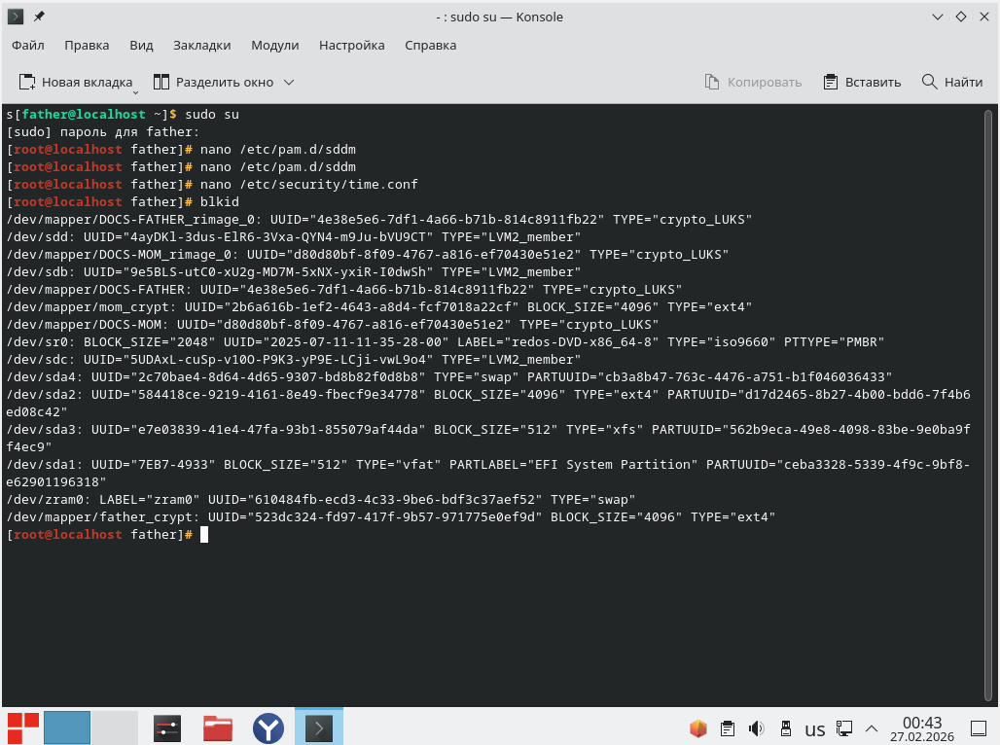 - : sudo su — Konsole
Файл Правка Вид Закладки Модули Настройка Справка
Новая вкладка Разделить окно Копировать Вставить Найти
s[father@localhost ~]$ sudo su
[sudo] пароль для father:
[root@localhost father]# nano /etc/pam.d/sddm
[root@localhost father]# nano /etc/pam.d/sddm
[root@localhost father]# nano /etc/security/time.conf
[root@localhost father]# blkid
/dev/mapper/DOCS-FATHER_rimage_0: UUID="4e38e5e6-7df1-4a66-b71b-814c8911fb22" TYPE="crypto_LUKS"
/dev/sdd: UUID="4ayDKl-3dus-ElR6-3Vxa-QYN4-m9Ju-bVU9CT" TYPE="LVM2_member"
/dev/mapper/DOCS-MOM_rimage_0: UUID="d80d80bf-8f09-4767-a816-ef70430e51e2" TYPE="crypto_LUKS"
/dev/sdb: UUID="9e5BLS-utC0-xU2g-MD7M-5xNX-yxiR-I0dwSh" TYPE="LVM2_member"
/dev/mapper/DOCS-FATHER: UUID="4e38e5e6-7df1-4a66-b71b-814c8911fb22" TYPE="crypto_LUKS"
/dev/mapper/mom_crypt: UUID="2b6a616b-1ef2-4643-a8d4-fcf7018a22cf" BLOCK_SIZE="4096" TYPE="ext4"
/dev/mapper/DOCS-MOM: UUID="d80d80bf-8f09-4767-a816-ef70430e51e2" TYPE="crypto_LUKS"
/dev/sr0: BLOCK_SIZE="2048" UUID="2025-07-11-11-35-28-00" LABEL="redos-DVD-x86_64-8" TYPE="iso9660" PTTYPE="PMBR"
/dev/sdc: UUID="5UDAxL-cuSp-v10O-P9K3-yP9E-LCji-vwL9o4" TYPE="LVM2_member"
/dev/sda4: UUID="2c70bae4-8d64-4d65-9307-bd8b82f0d8b8" TYPE="swap" PARTUUID="cb3a8b47-763c-4476-a751-b1f046036433"
/dev/sda2: UUID="584418ce-9219-4161-8e49-fbecf9e34778" BLOCK_SIZE="4096" TYPE="ext4" PARTUUID="d17d2465-8b27-4b00-bdd6-7f4b6
ed08c42"
/dev/sda3: UUID="e7e03839-41e4-47fa-93b1-855079af44da" BLOCK_SIZE="512" TYPE="xfs" PARTUUID="562b9eca-49e8-4098-83be-9e0ba9f
f4ec9"
/dev/sda1: UUID="7EB7-4933" BLOCK_SIZE="512" TYPE="vfat" PARTLABEL="EFI System Partition" PARTUUID="ceba3328-5339-4f9c-9bf8-
e62901196318"
/dev/zram0: LABEL="zram0" UUID="610484fb-ecd3-4c33-9be6-bdf3c37aef52" TYPE="swap"
/dev/mapper/father_crypt: UUID="523dc324-fd97-417f-9b57-971775e0ef9d" BLOCK_SIZE="4096" TYPE="ext4"
[root@localhost father]#
us 00:43
27.02.2026